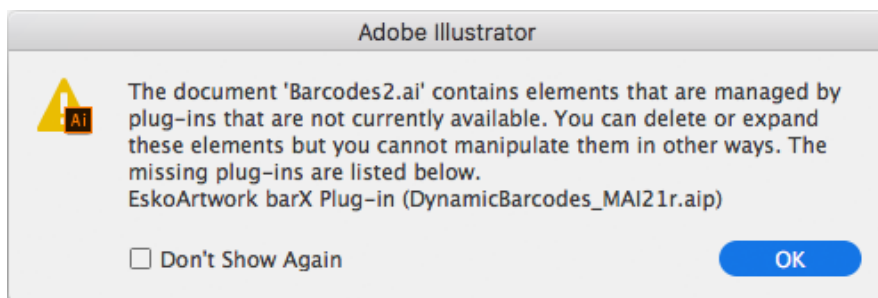 Adobe Illustrator
The document 'Barcodes2.ai' contains elements that are managed by
plug-ins that are not currently available. You can delete or expand
these elements but you cannot manipulate them in other ways. The
missing plug-ins are listed below.
EskoArtwork barX Plug-in (DynamicBarcodes_MAI21r.aip)
Ai
Don't Show Again
OK